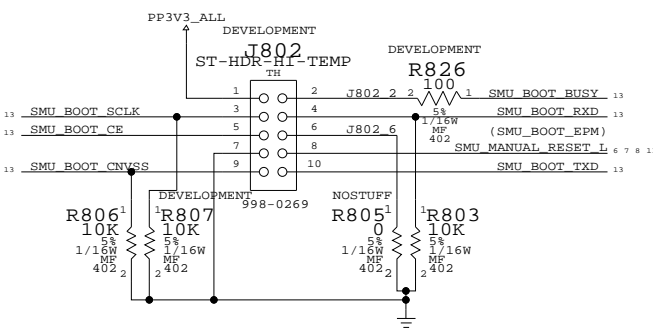 PP3V3_ALL
DEVELOPMENT
J802
ST-HDR-HI-TEMP
TH
DEVELOPMENT
R826
100
1 2 J802_2 2 1 SMU_BOOT_BUSY 13
5%
13 SMU_BOOT_SCLK 3 4 SMU_BOOT_RXD 13
1/16W
MF
402
13 SMU_BOOT_CE 5 6 J802_6 (SMU_BOOT_EPM)
7 8 SMU_MANUAL_RESET_L 6 7 8 1
13 SMU_BOOT_CNVSS 9 10 SMU_BOOT_TXD 13
DEVELOPMENT
998-0269
NOSTUFF
R806 1
10K
5%
1/16W
MF
402 2
1 R807
10K
5%
1/16W
MF
2 402
R805 1
0
5%
1/16W
MF
402 2
1 R803
10K
5%
1/16W
MF
2 402